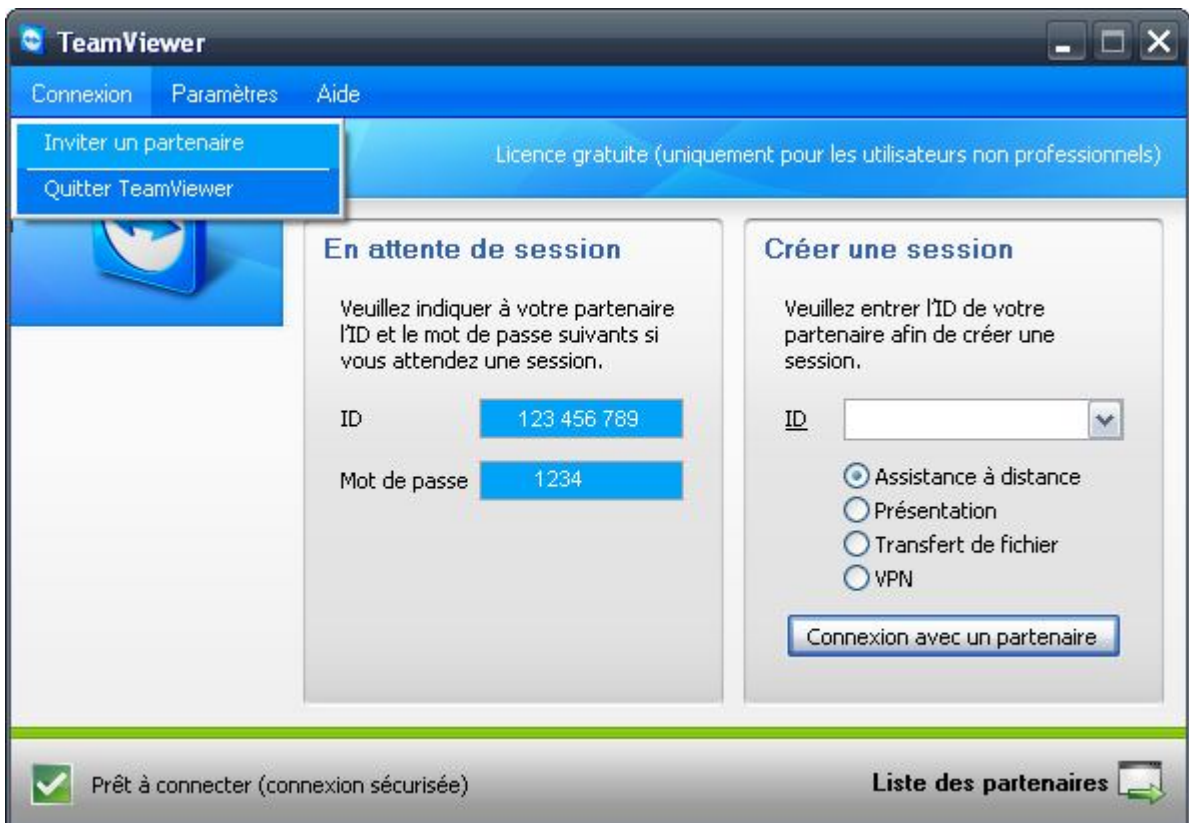 TeamViewer
Connexion Paramètres Aide
Inviter un partenaire
Quitter TeamViewer
Licence gratuite (uniquement pour les utilisateurs non professionnels)
En attente de session
Veuillez indiquer à votre partenaire
l'ID et le mot de passe suivants si
vous attendez une session.
ID 123 456 789
Mot de passe 1234
Créer une session
Veuillez entrer l'ID de votre
partenaire afin de créer une
session.
ID
Assistance à distance
Présentation
Transfert de fichier
VPN
Connexion avec un partenaire
Prêt à connecter (connexion sécurisée)
Liste des partenaires